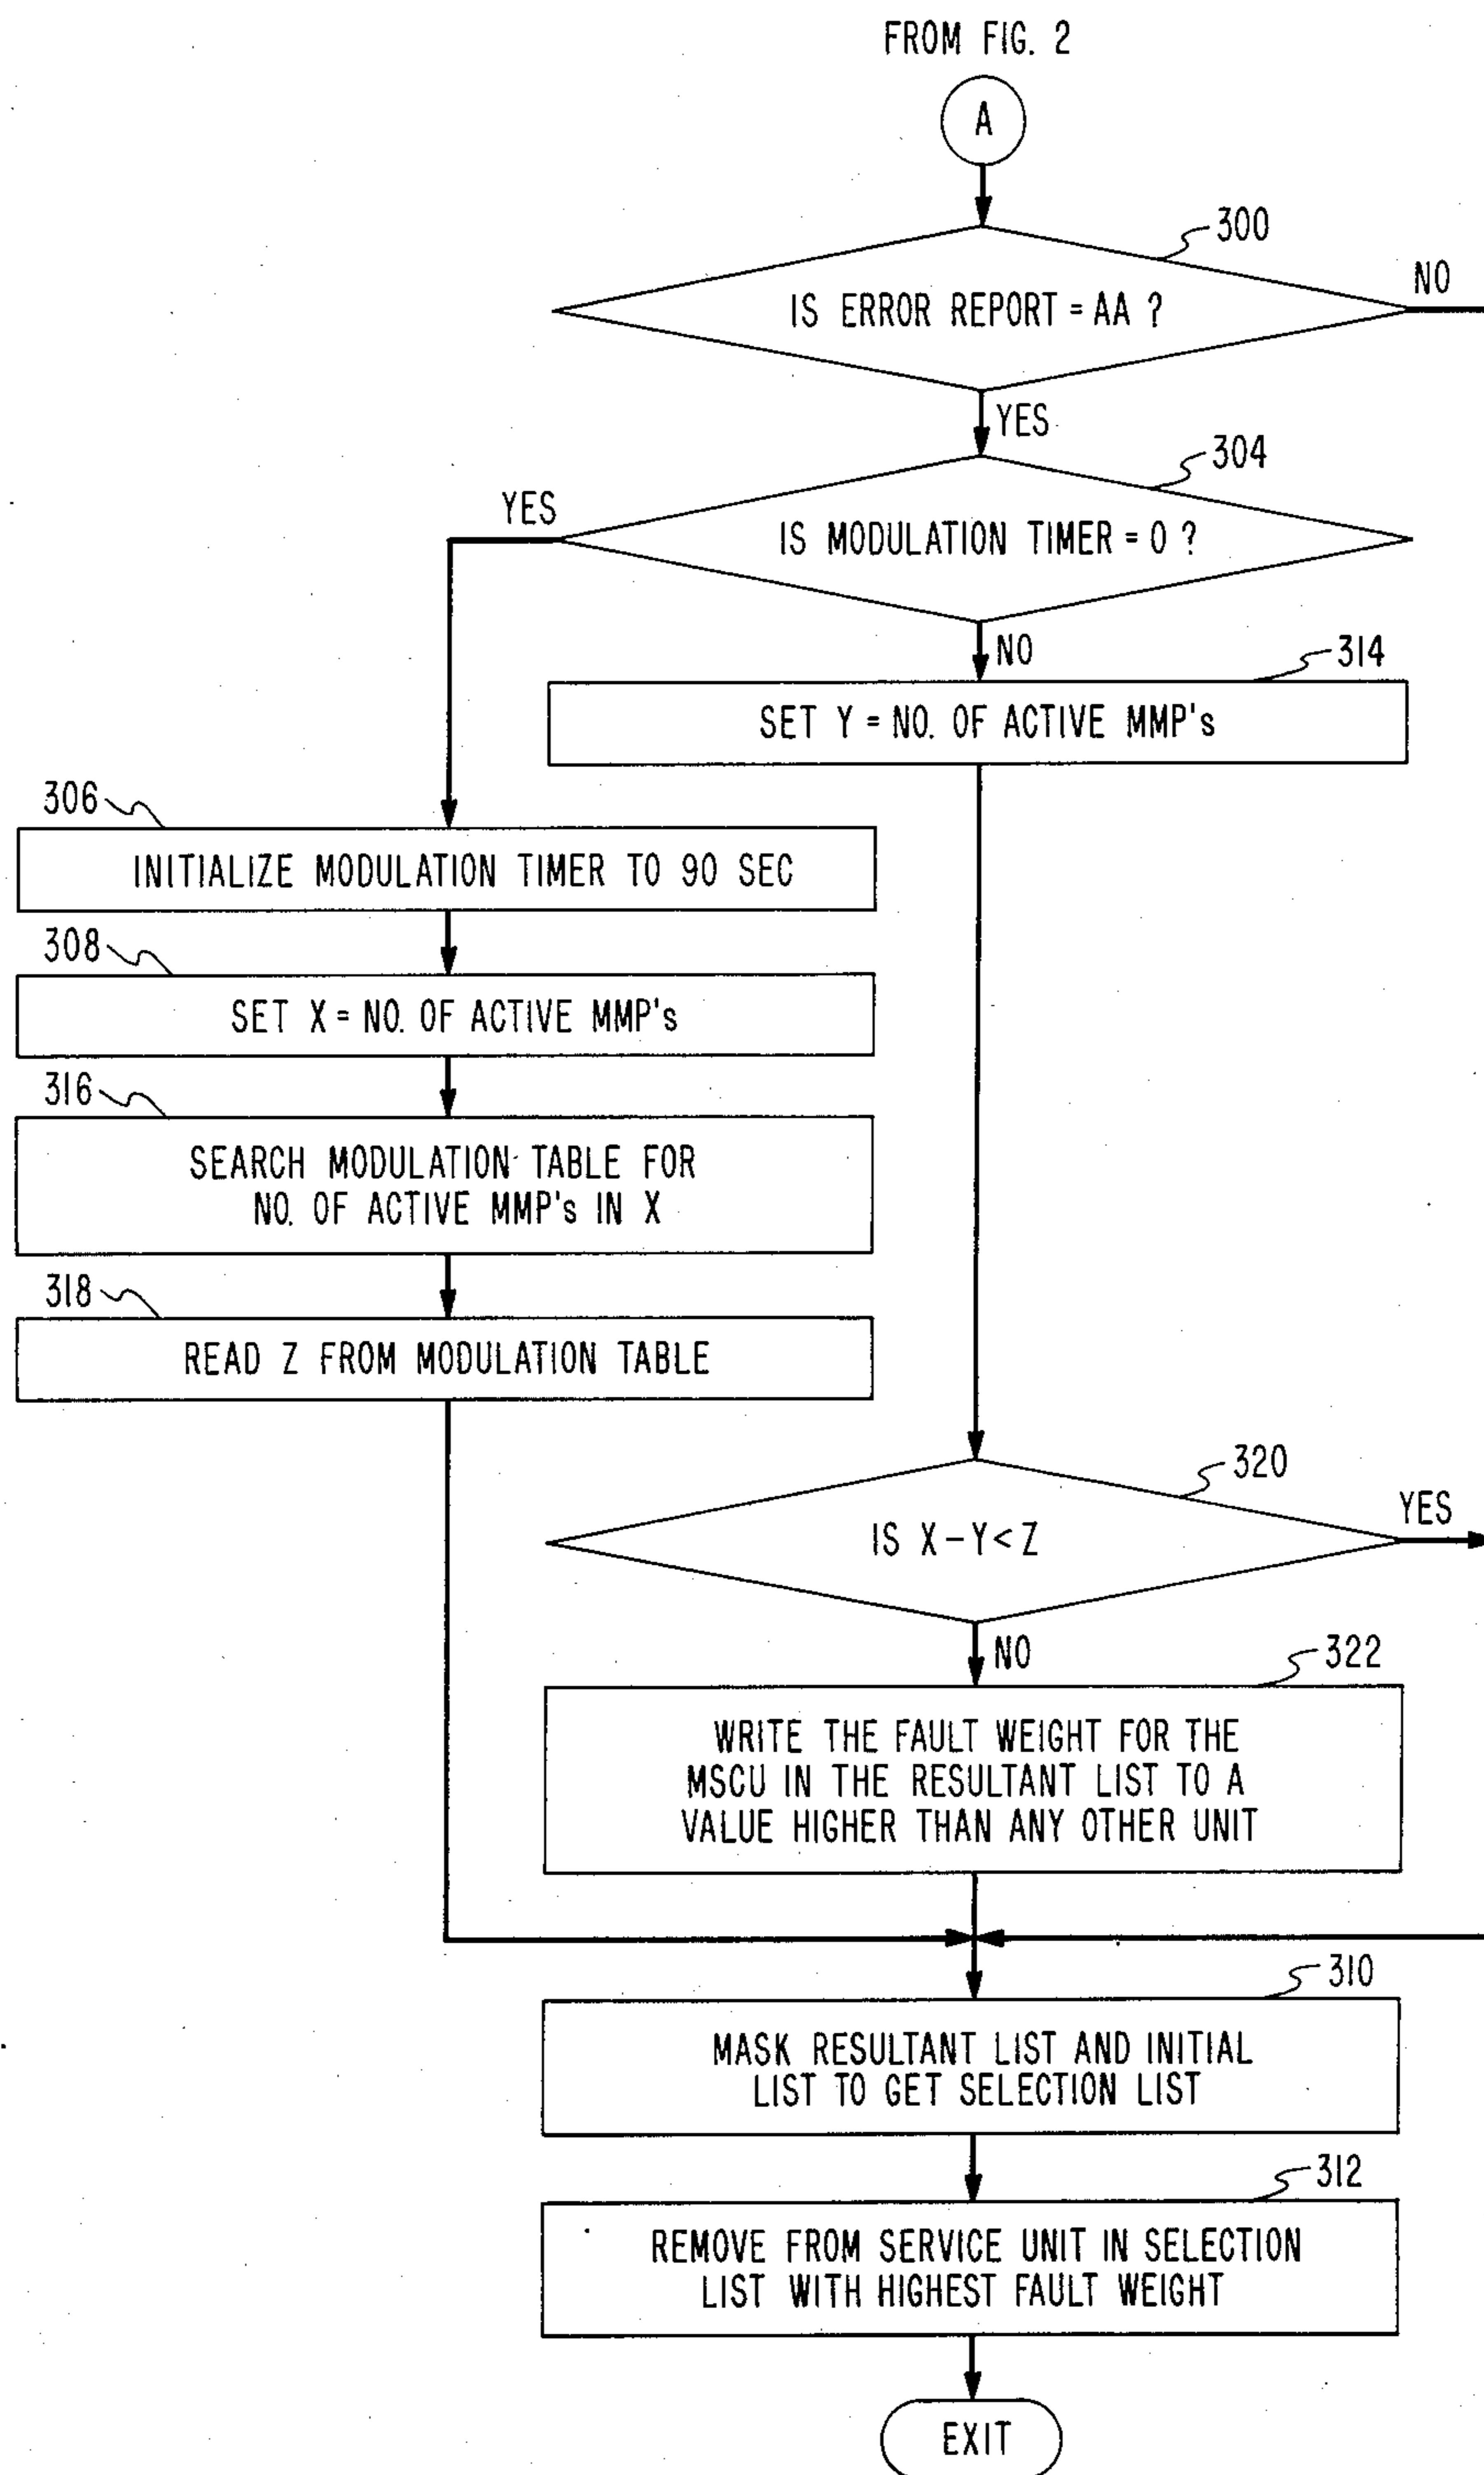 FROM FIG. 2
A
300
NO
IS ERROR REPORT = AA ?
YES
304
YES
IS MODULATION TIMER = 0 ?
NO
314
SET Y = NO. OF ACTIVE MMP's
306
INITIALIZE MODULATION TIMER TO 90 SEC
308
SET X = NO. OF ACTIVE MMP's
316
SEARCH MODULATION TABLE FOR
NO. OF ACTIVE MMP's IN X
318
READ Z FROM MODULATION TABLE
320
YES
IS X-Y<Z
NO
322
WRITE THE FAULT WEIGHT FOR THE
MSCU IN THE RESULTANT LIST TO A
VALUE HIGHER THAN ANY OTHER UNIT
310
MASK RESULTANT LIST AND INITIAL
LIST TO GET SELECTION LIST
312
REMOVE FROM SERVICE UNIT IN SELECTION
LIST WITH HIGHEST FAULT WEIGHT
EXIT